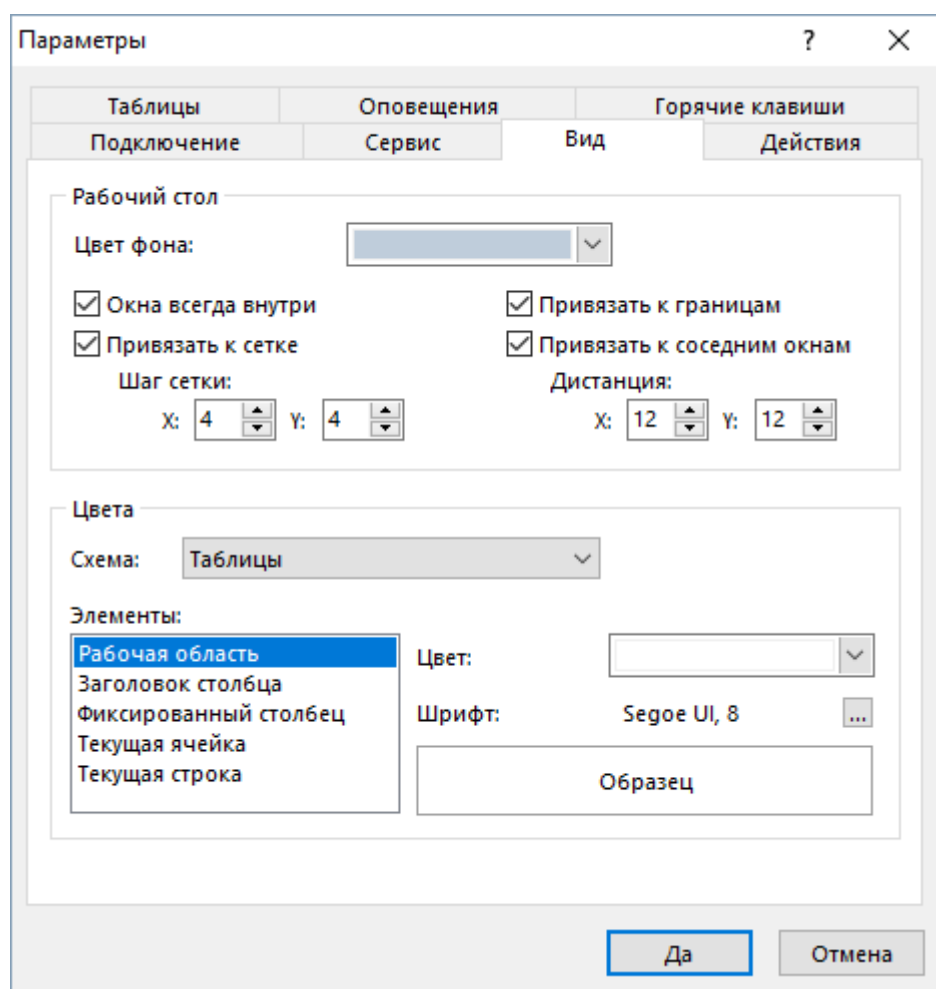 Параметры ?
Таблицы Оповещения Горячие клавиши
Подключение Сервис Вид Действия
Рабочий стол
Цвет фона:
Окна всегда внутри Привязать к границам
Привязать к сетке Привязать к соседним окнам
Шаг сетки: Дистанция:
X: 4 Y: 4 X: 12 Y: 12
Цвета
Схема: Таблицы
Элементы:
Рабочая область Цвет:
Заголовок столбца
Фиксированный столбец Шрифт: Segoe UI, 8 ...
Текущая ячейка
Текущая строка Образец
Да Отмена